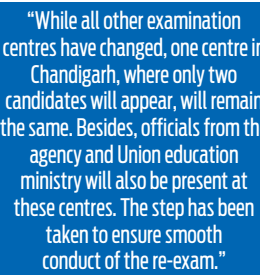 “While all other examination
centres have changed, one centre in
Chandigarh, where only two
candidates will appear, will remain
the same. Besides, officials from the
agency and Union education
ministry will also be present at
these centres. The step has been
taken to ensure smooth
conduct of the re-exam.”